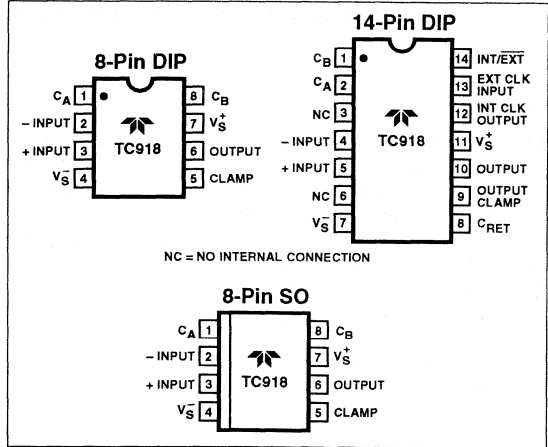 8-Pin DIP
C_A 1
- INPUT 2
+ INPUT 3
V_S^- 4
TC918
8 C_B
7 V_S^+
6 OUTPUT
5 CLAMP
14-Pin DIP
C_B 1
C_A 2
NC 3
- INPUT 4
+ INPUT 5
NC 6
V_S^- 7
TC918
14 INT/E̅X̅T̅
13 EXT CLK INPUT
12 INT CLK OUTPUT
11 V_S^+
10 OUTPUT
9 OUTPUT CLAMP
8 C_RET
NC = NO INTERNAL CONNECTION
8-Pin SO
C_A 1
- INPUT 2
+ INPUT 3
V_S^- 4
TC918
8 C_B
7 V_S^+
6 OUTPUT
5 CLAMP